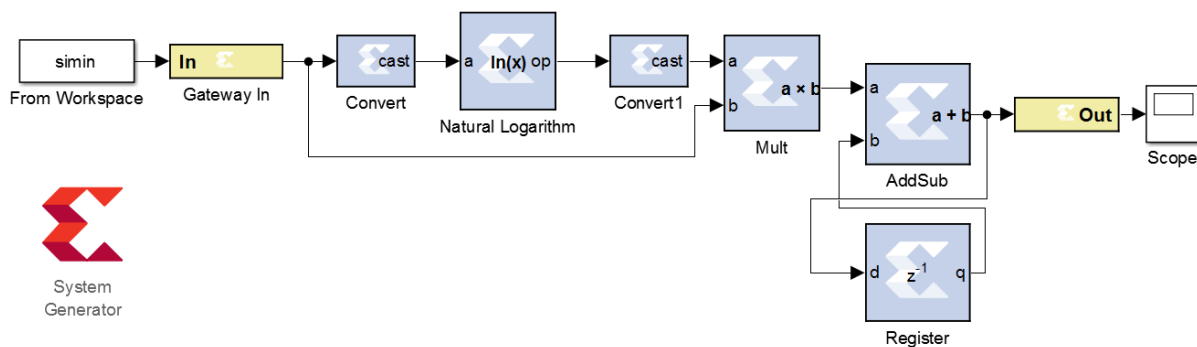 simin
From Workspace
In
Gateway In
cast
Convert
a
ln(x)
op
Natural Logarithm
cast
Convert1
a
b
a × b
Mult
a
b
a + b
AddSub
Out
Scope
d
z-1
q
Register
System
Generator